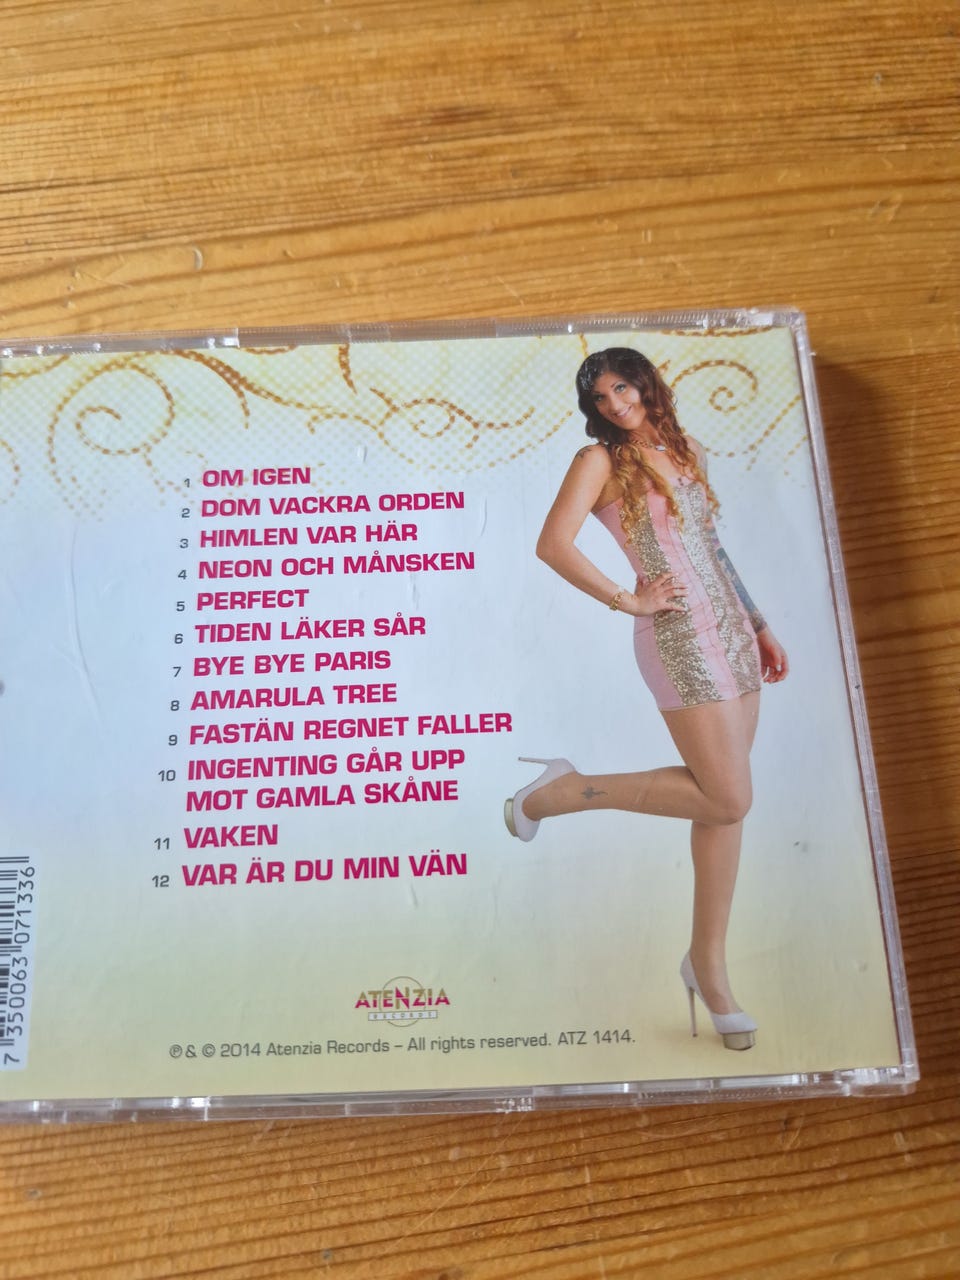 1 OM IGEN
2 DOM VACKRA ORDEN
3 HIMLEN VAR HÄR
4 NEON OCH MÅNSKEN
5 PERFECT
6 TIDEN LÄKER SÅR
7 BYE BYE PARIS
8 AMARULA TREE
9 FASTÄN REGNET FALLER
10 INGENTING GÅR UPP
MOT GAMLA SKÅNE
11 VAKEN
12 VAR ÄR DU MIN VÄN
7 350063 071336
ATENZIA
RECORDS
℗ & © 2014 Atenzia Records – All rights reserved. ATZ 1414.